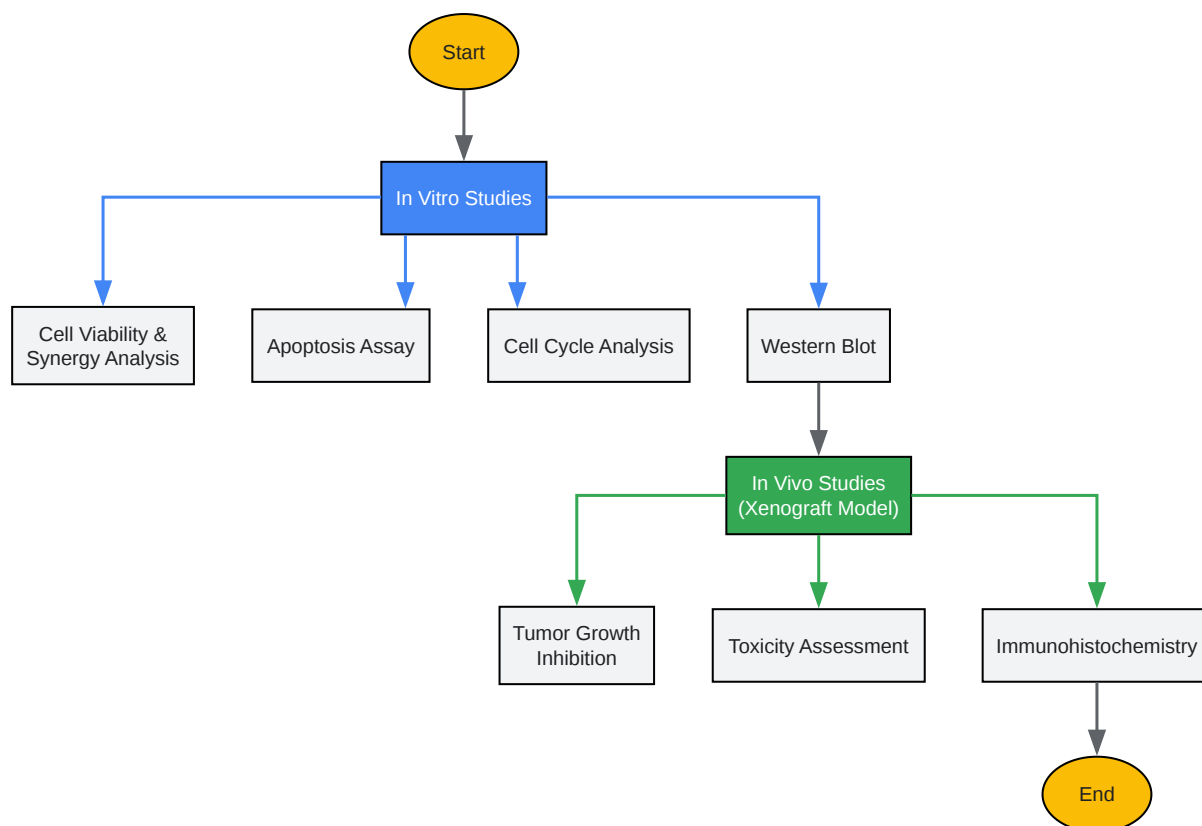 Start
In Vitro Studies
Cell Viability &
Synergy Analysis
Apoptosis Assay
Cell Cycle Analysis
Western Blot
In Vivo Studies
(Xenograft Model)
Tumor Growth
Inhibition
Toxicity Assessment
Immunohistochemistry
End